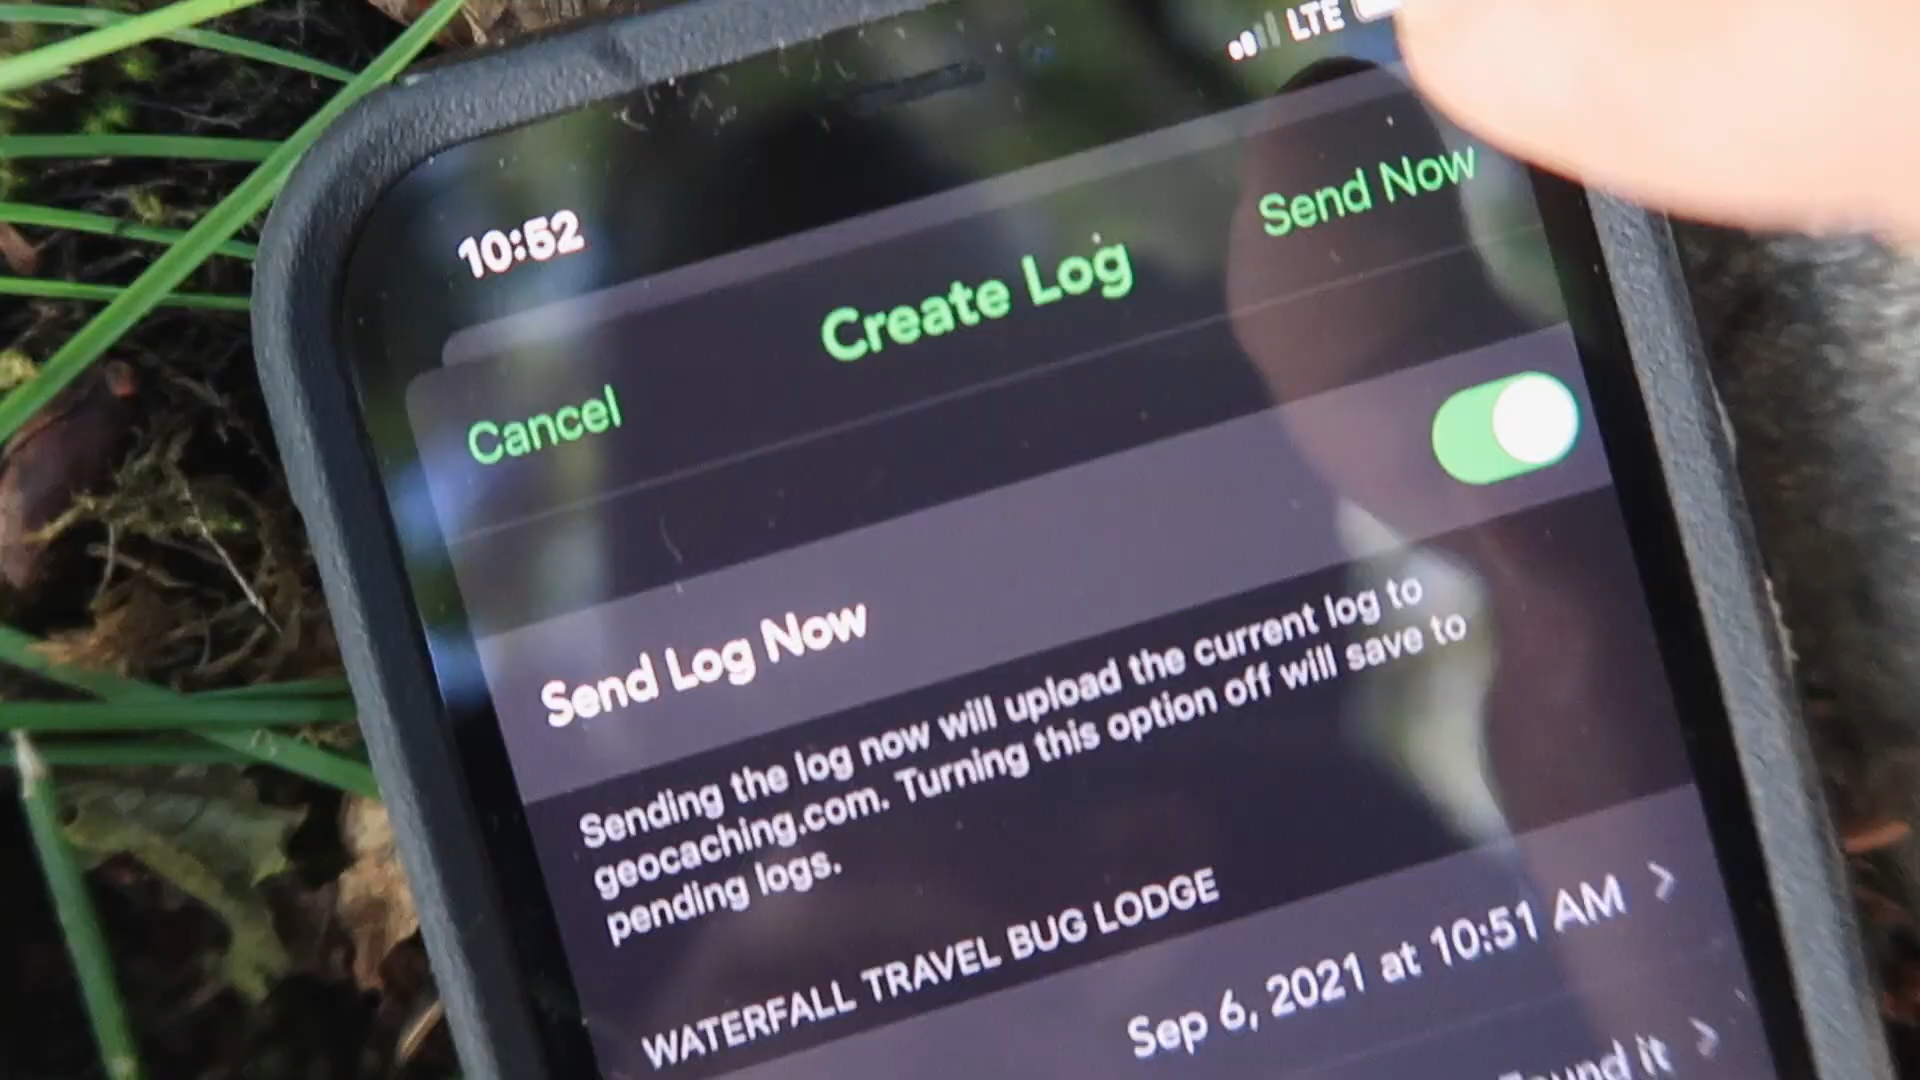 10:52
LTE
Cancel
Create Log
Send Now
Send Log Now
Sending the log now will upload the current log to
geocaching.com. Turning this option off will save to
pending logs.
WATERFALL TRAVEL BUG LODGE
Sep 6, 2021 at 10:51 AM
it